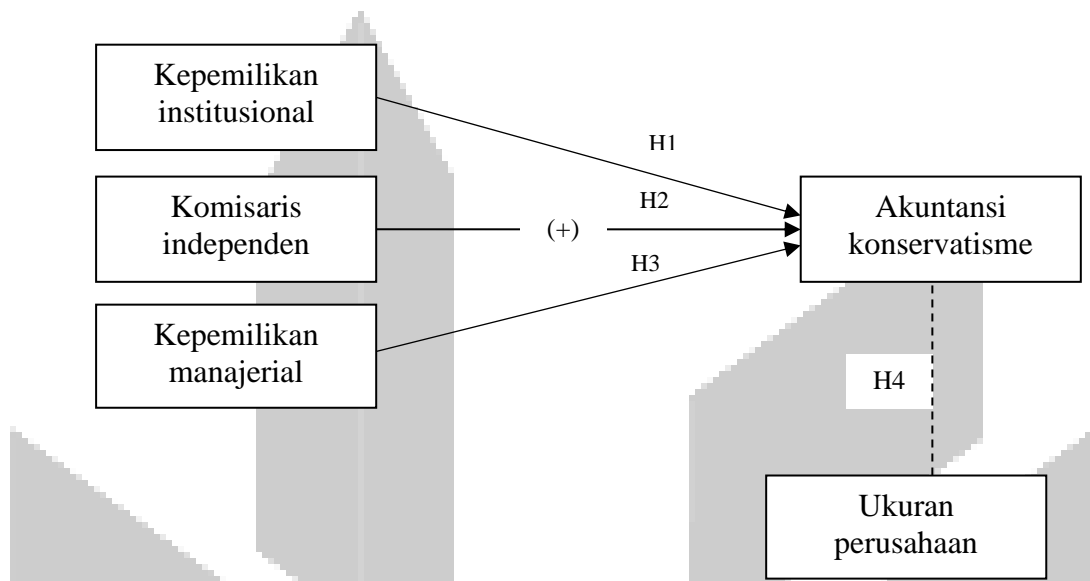 Kepemilikan
institusional
H1
Komisaris
independen
(+)
H2
Akuntansi
konservatisme
H3
Kepemilikan
manajerial
H4
Ukuran
perusahaan